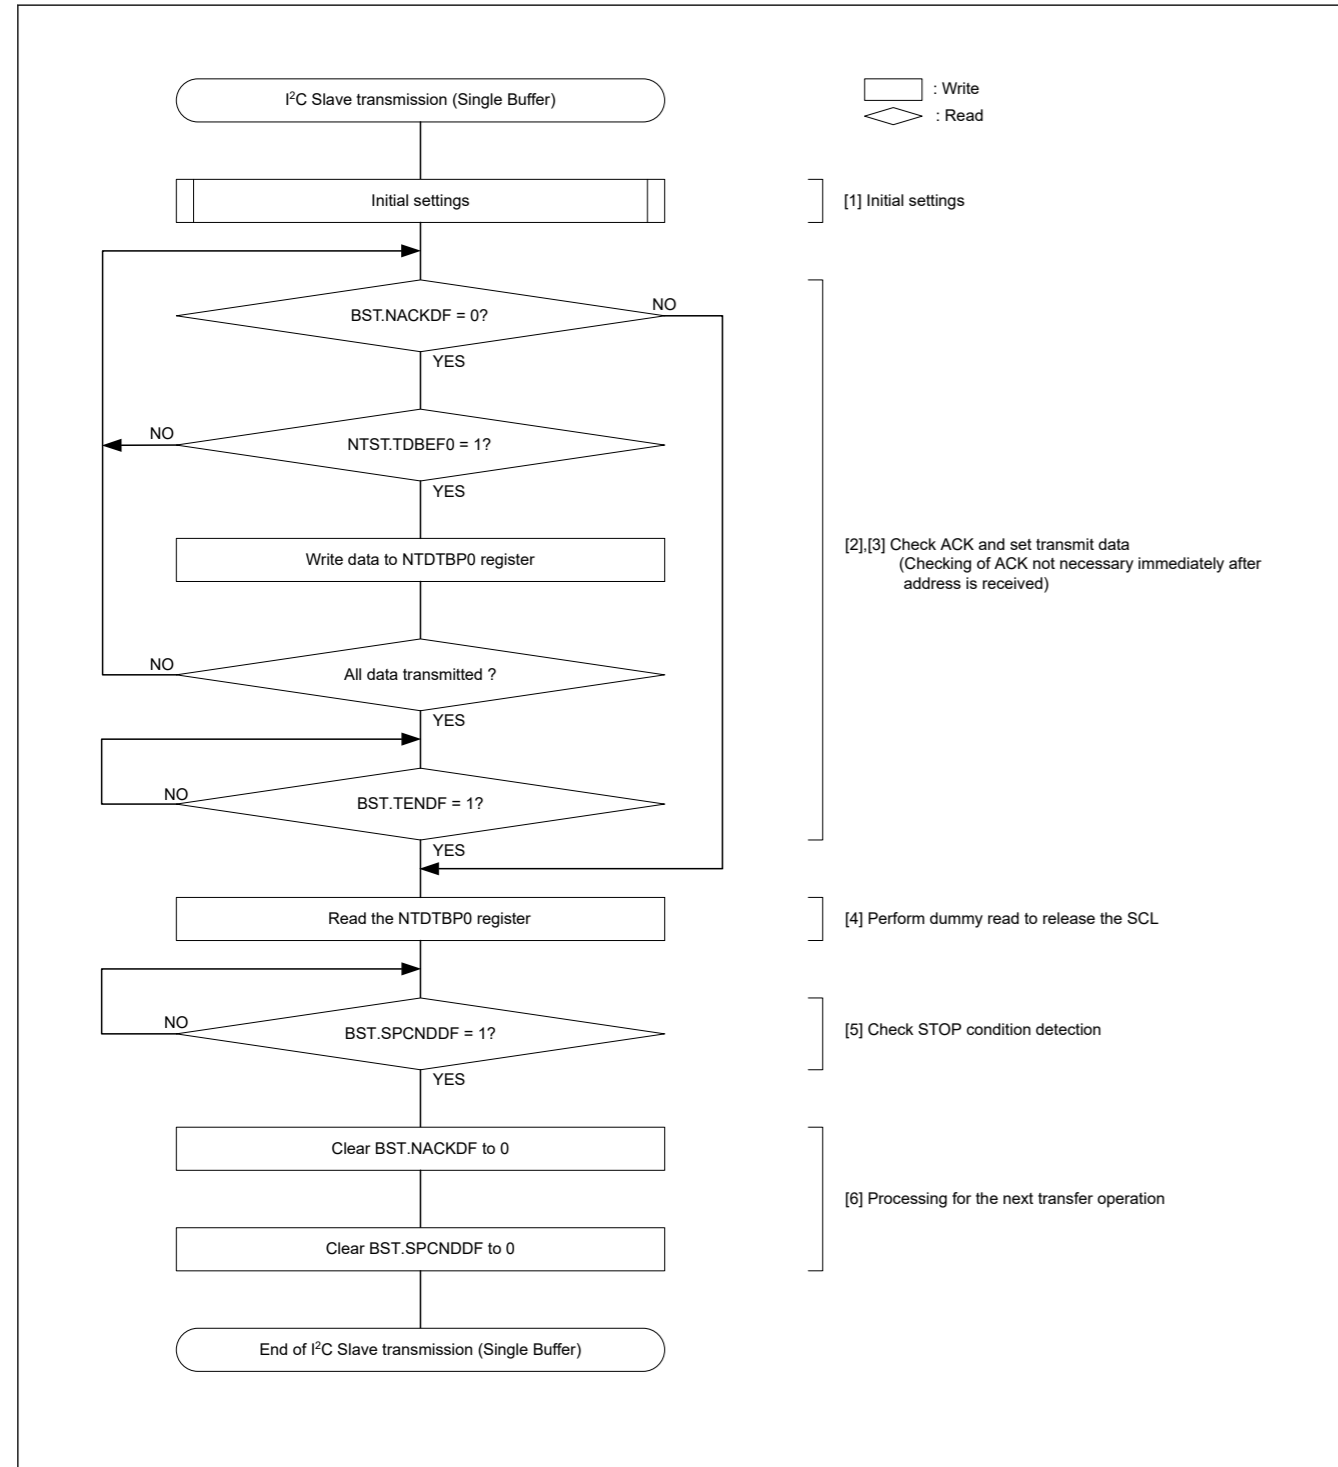 I²C Slave transmission (Single Buffer)
: Write
: Read
Initial settings
[1] Initial settings
BST.NACKDF = 0?
NO
YES
NTST.TDBEF0 = 1?
NO
YES
Write data to NTDTBP0 register
[2],[3] Check ACK and set transmit data
(Checking of ACK not necessary immediately after
address is received)
All data transmitted ?
NO
YES
BST.TENDF = 1?
NO
YES
Read the NTDTBP0 register
[4] Perform dummy read to release the SCL
BST.SPCNDDF = 1?
NO
YES
[5] Check STOP condition detection
Clear BST.NACKDF to 0
[6] Processing for the next transfer operation
Clear BST.SPCNDDF to 0
End of I²C Slave transmission (Single Buffer)